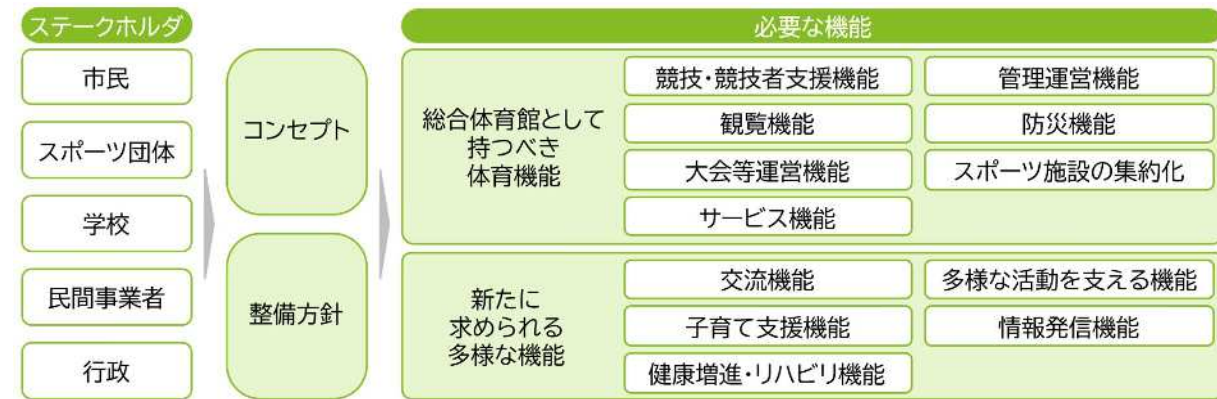 ステークホルダ
市民
スポーツ団体
学校
民間事業者
行政
コンセプト
整備方針
必要な機能
総合体育館として
持つべき
体育機能
競技・競技者支援機能
管理運営機能
観覧機能
防災機能
大会等運営機能
スポーツ施設の集約化
サービス機能
新たに
求められる
多様な機能
交流機能
多様な活動を支える機能
子育て支援機能
情報発信機能
健康増進・リハビリ機能